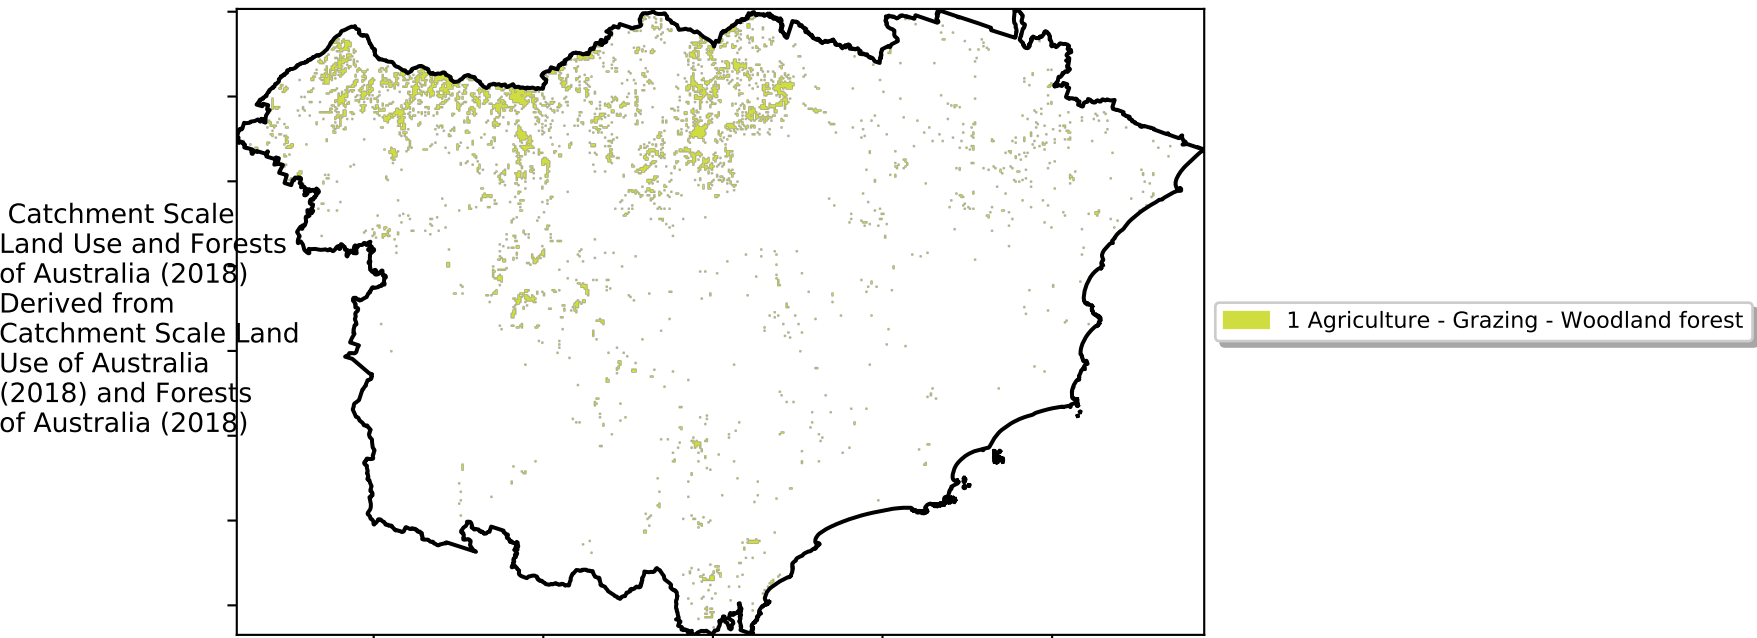 Catchment Scale
Land Use and Forests
of Australia (2018)
Derived from
Catchment Scale Land
Use of Australia
(2018) and Forests
of Australia (2018)
1 Agriculture - Grazing - Woodland forest